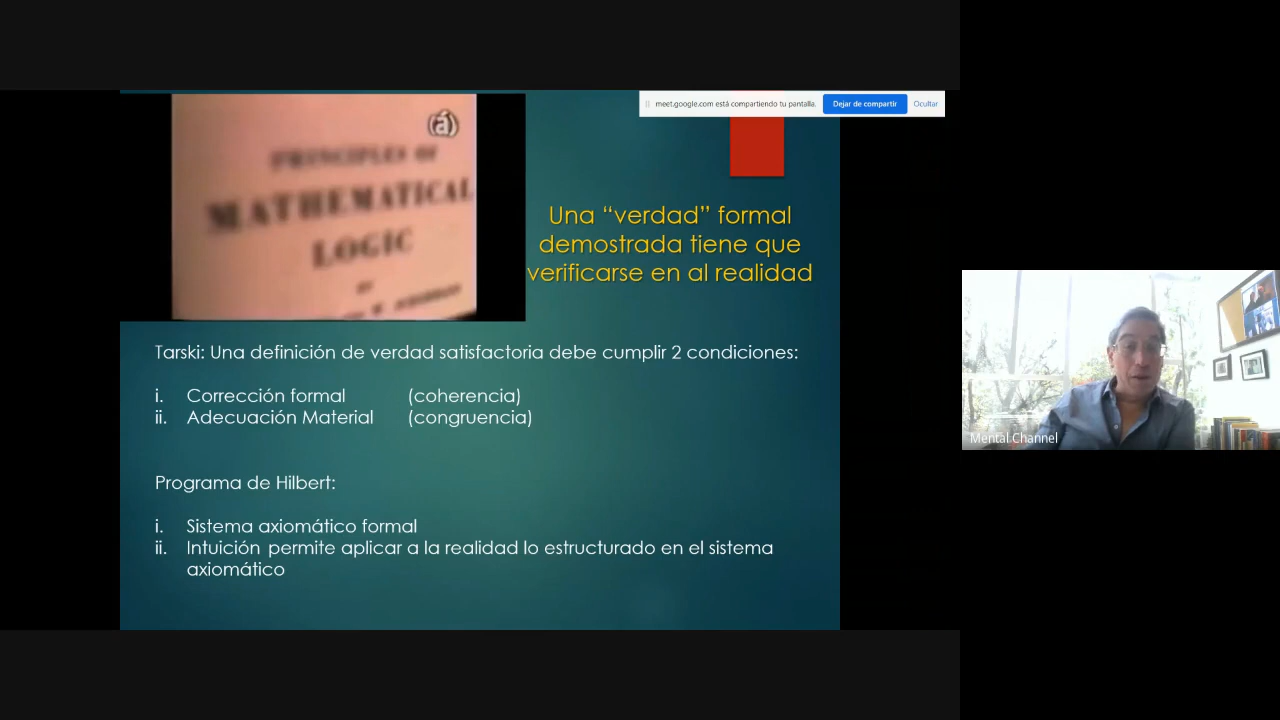 meet.google.com está compartiendo tu pantalla.
Dejar de compartir
Ocultar
(á)
PRINCIPLES OF
MATHEMATICAL
LOGIC
BY
Una “verdad” formal
demostrada tiene que
verificarse en al realidad
Tarski: Una definición de verdad satisfactoria debe cumplir 2 condiciones:
i. Corrección formal (coherencia)
ii. Adecuación Material (congruencia)
Programa de Hilbert:
i. Sistema axiomático formal
ii. Intuición permite aplicar a la realidad lo estructurado en el sistema
axiomático
Mental Channel